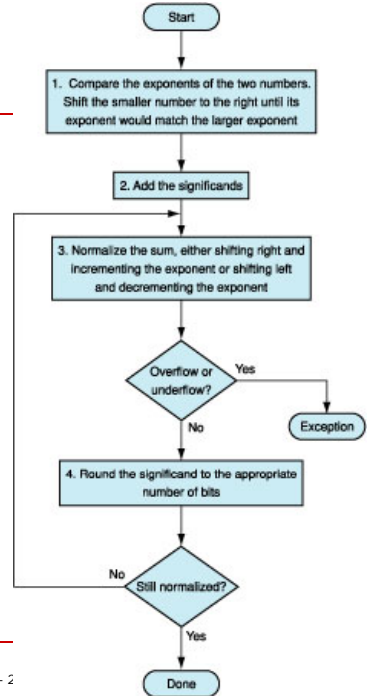 Start
1. Compare the exponents of the two numbers.
Shift the smaller number to the right until its
exponent would match the larger exponent
2. Add the significands
3. Normalize the sum, either shifting right and
incrementing the exponent or shifting left
and decrementing the exponent
Overflow or
underflow?
Yes
Exception
No
4. Round the significand to the appropriate
number of bits
No
Still normalized?
Yes
- 2
Done